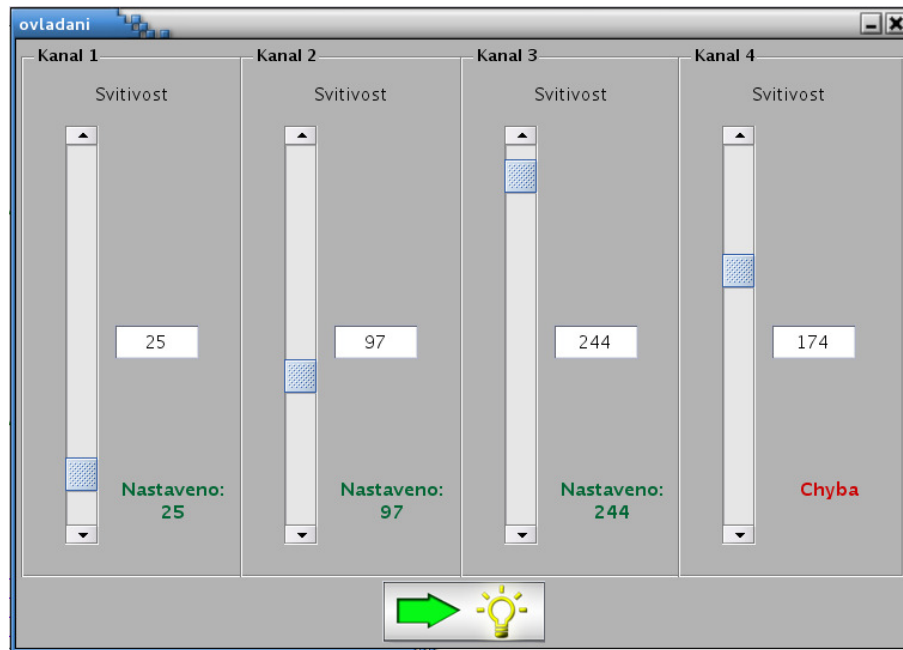 ovladani
Kanal 1
Svitivost
25
Nastaveno:
25
Kanal 2
Svitivost
97
Nastaveno:
97
Kanal 3
Svitivost
244
Nastaveno:
244
Kanal 4
Svitivost
174
Chyba